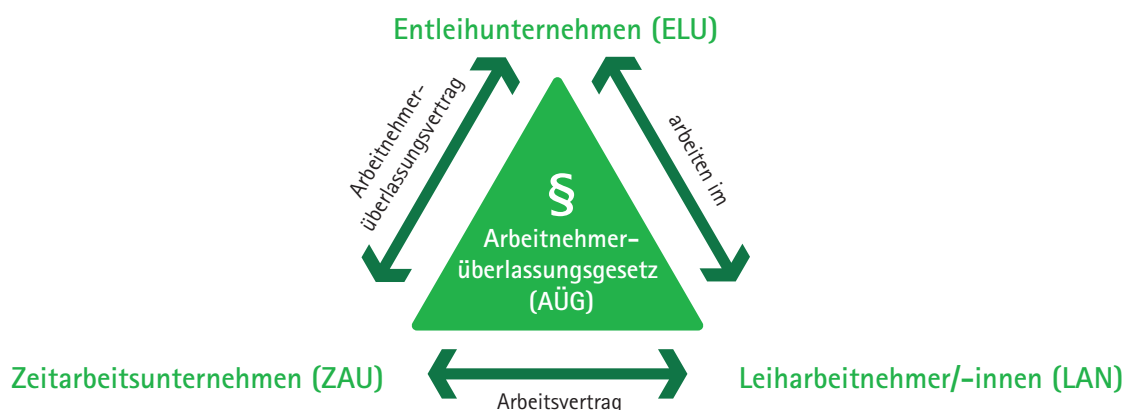 Entleihunternehmen (ELU)
Arbeitnehmer-
überlassungsvertrag
arbeiten im
§
Arbeitnehmer-
überlassungsgesetz
(AÜG)
Zeitarbeitsunternehmen (ZAU)
Leiharbeitnehmer/-innen (LAN)
Arbeitsvertrag